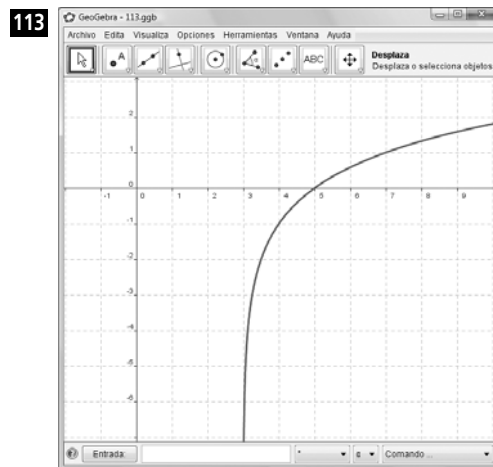 113
GeoGebra - 113.ggb
Archivo Edita Visualiza Opciones Herramientas Ventana Ayuda
A
ABC
Desplaza
Desplaza o selecciona objetos
2
1
0
-1 0 1 2 3 4 5 6 7 8 9
-1
-2
-3
-4
-5
-6
Entrada:
α
Comando ...